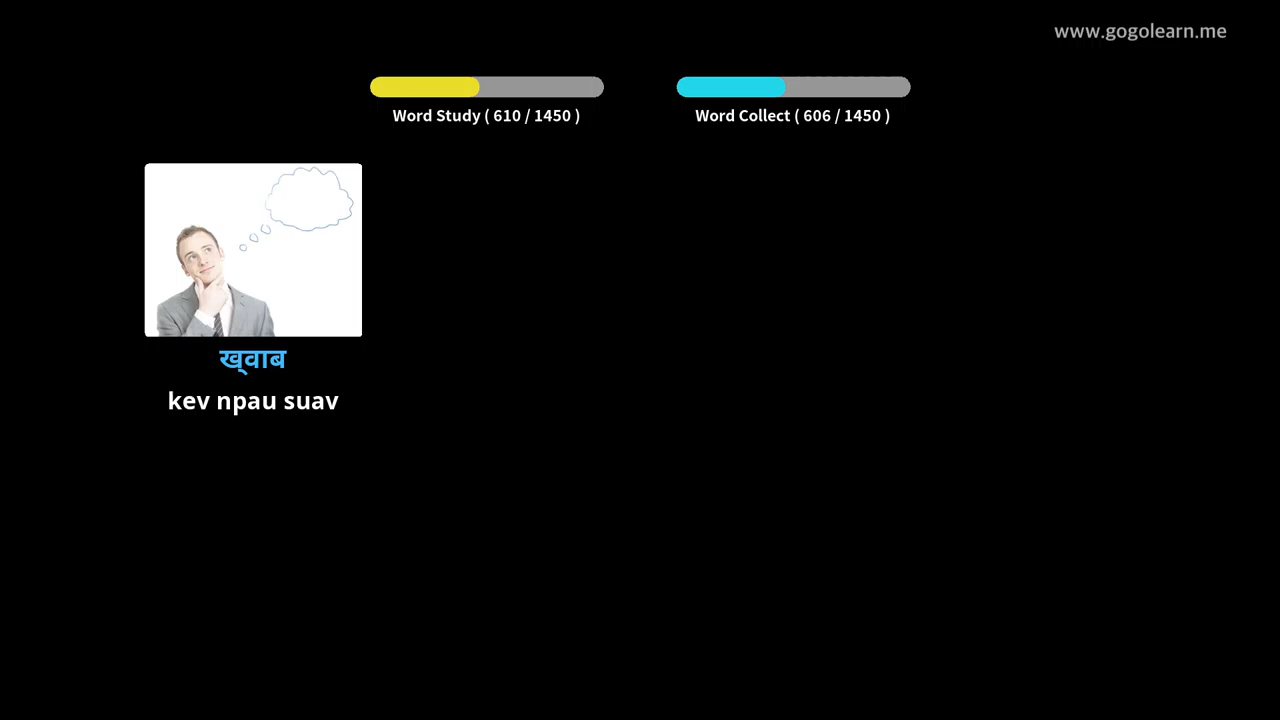 www.gogolearn.me
Word Study ( 610 / 1450 )
Word Collect ( 606 / 1450 )
ख्वाब
kev npau suav